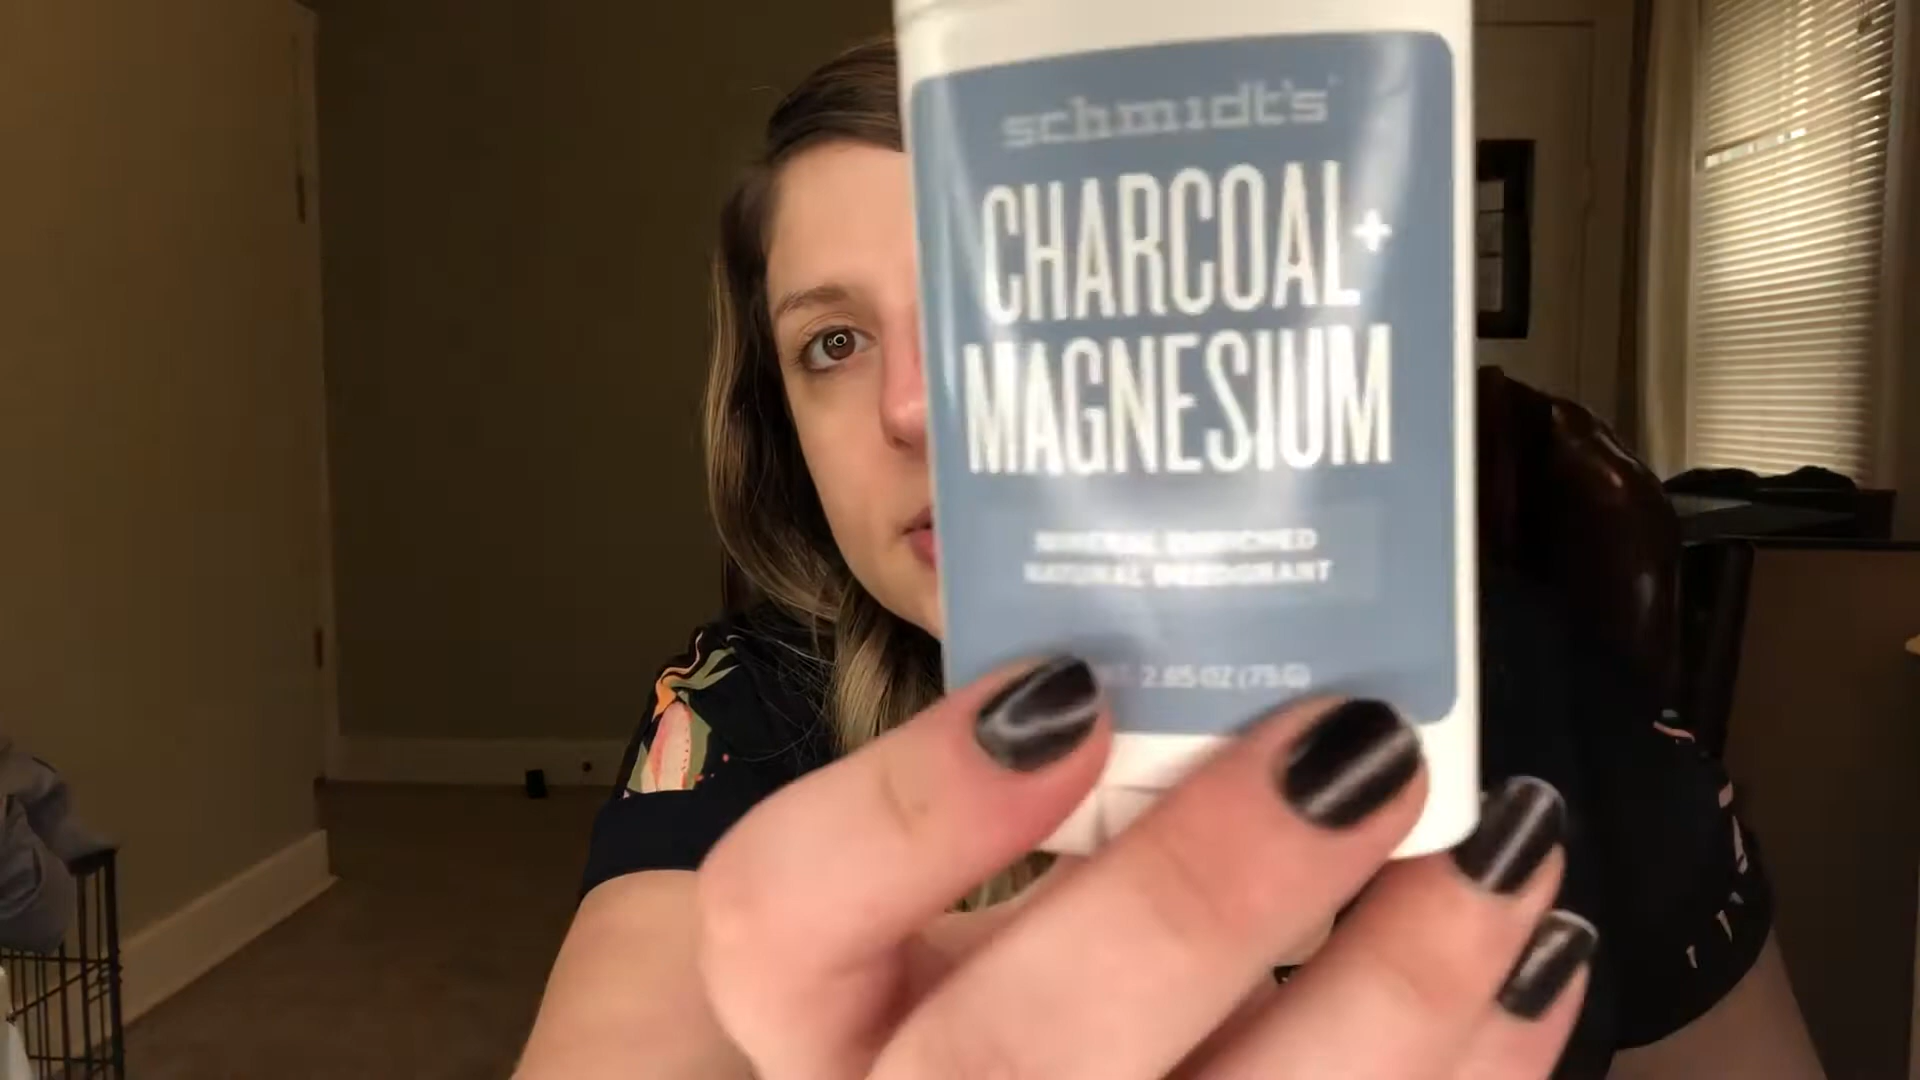 schmidt's
CHARCOAL+
MAGNESIUM
MINERAL ENRICHED
NATURAL DEODORANT
2.65 OZ (75G)